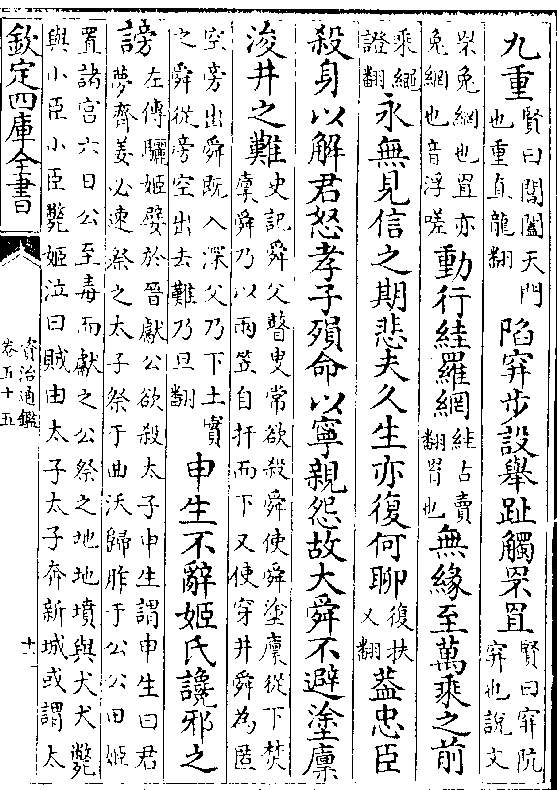 九重賢曰閶闔天門
也重直龍翻陷穽步設舉趾觸罘罝賢曰穽阬
穽也說文
罘兔網也罝亦
兔網也音浮嗟動行絓羅網絓古賣
翻罥也無緣至萬乘之前
乘繩
證翻永無見信之期悲夫久生亦復何聊復扶
又翻蓋忠臣
殺身以解君怒孝子殞命以寧親怨故大舜不避塗廩
浚井之難史記舜父瞽叟常欲殺舜使舜塗廩從下焚
廩舜乃以兩笠自扞而下又使穿井舜為匿
空旁出舜既入深父乃下土實
之舜從旁空出去難乃旦翻申生不辭姬氏讒邪之
謗左傳驪姬嬖於晉獻公欲殺太子申生謂申生曰君
夢齊姜必速祭之太子祭于曲沃歸胙于公公田姬
置諸宮六日公至毒而獻之公祭之地地墳與犬犬斃
與小臣小臣斃姬泣曰賊由太子太子奔新城或謂太
欽定四庫全書
資治通鑑
卷五十五